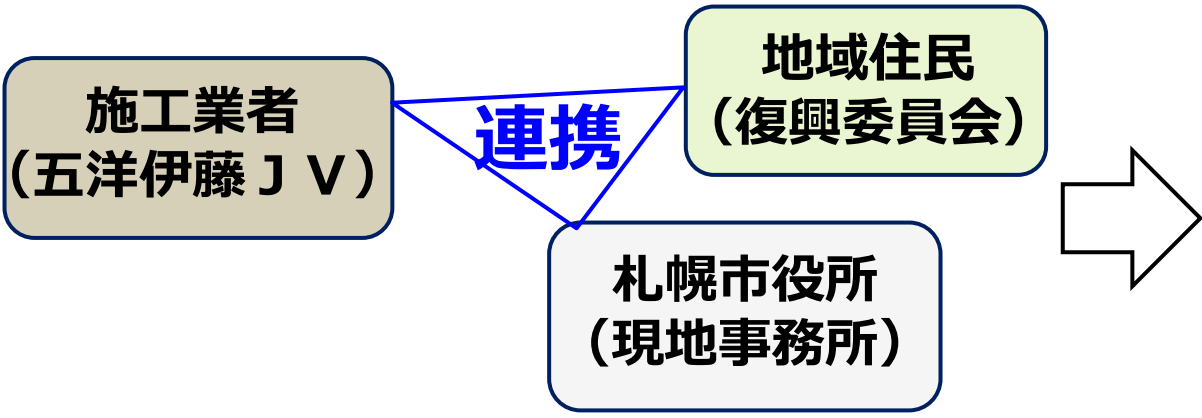 施工業者
（五洋伊藤ＪＶ）
連携
地域住民
（復興委員会）
札幌市役所
（現地事務所）